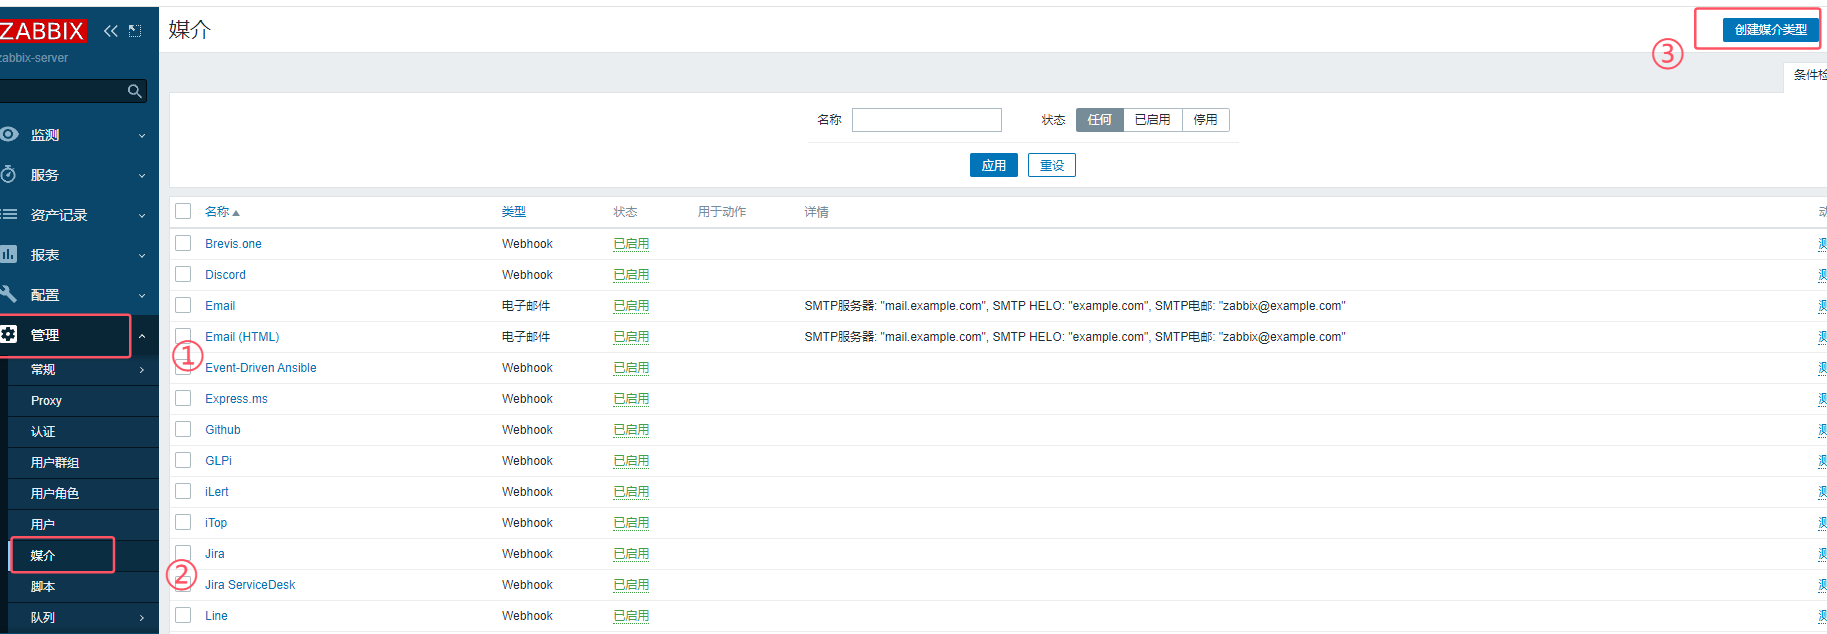 ZABBIX
zabbix-server
监测
服务
资产记录
报表
配置
管理
①
常规
Proxy
认证
用户群组
用户角色
用户
媒介
②
脚本
队列
媒介
③
创建媒介类型
名称
状态 任何 已启用 停用
应用 重设
名称 类型 状态 用于动作 详情
Brevis.one Webhook 已启用
Discord Webhook 已启用
Email 电子邮件 已启用 SMTP服务器: "mail.example.com", SMTP HELO: "example.com", SMTP电邮: "zabbix@example.com"
Email (HTML) 电子邮件 已启用 SMTP服务器: "mail.example.com", SMTP HELO: "example.com", SMTP电邮: "zabbix@example.com"
Event-Driven Ansible Webhook 已启用
Express.ms Webhook 已启用
Github Webhook 已启用
GLPi Webhook 已启用
iLert Webhook 已启用
iTop Webhook 已启用
Jira Webhook 已启用
Jira ServiceDesk Webhook 已启用
Line Webhook 已启用